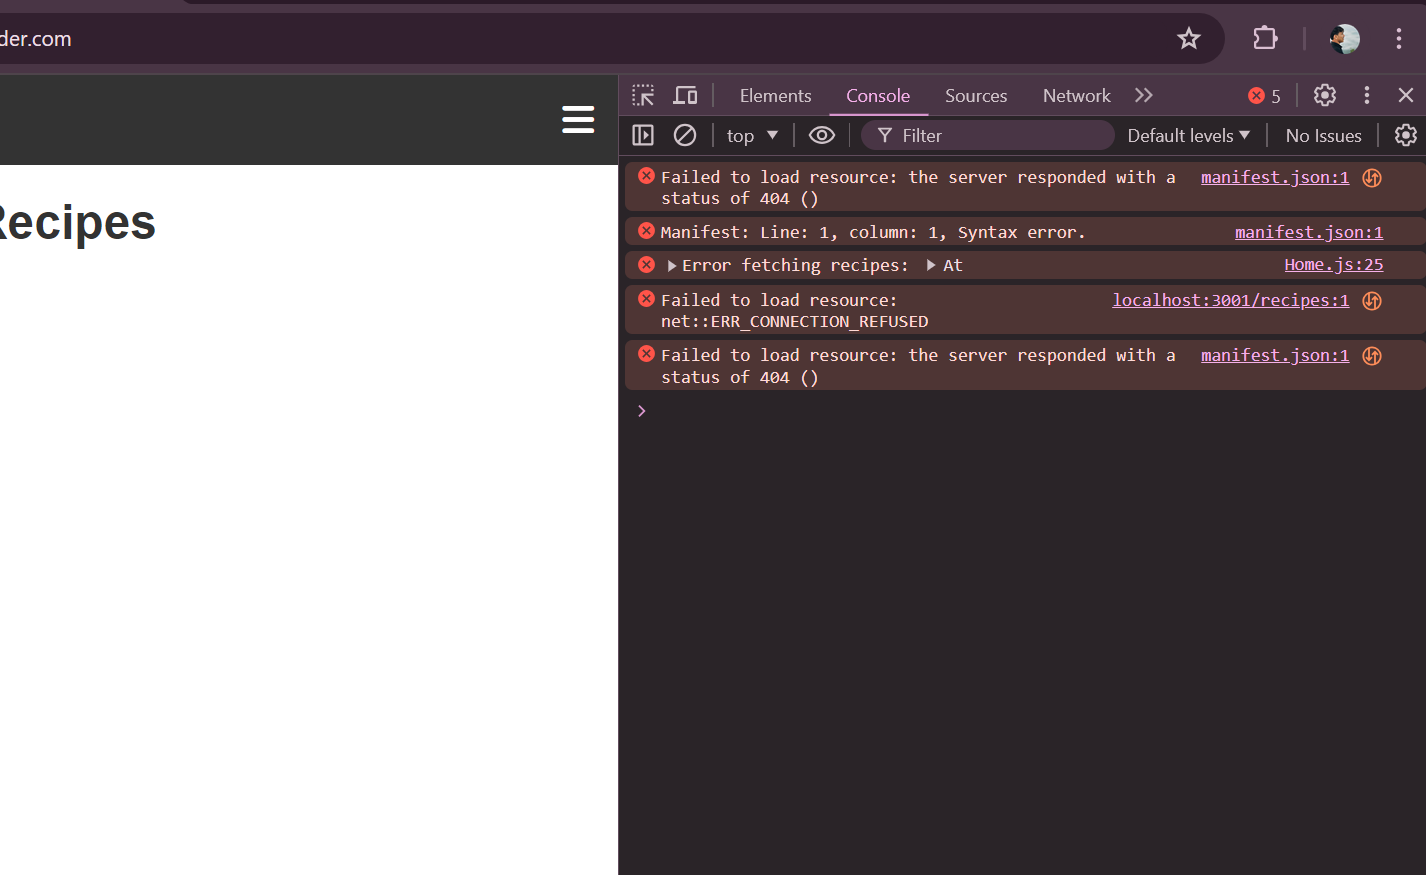 der.com
Elements Console Sources Network 5
top Filter Default levels No Issues
Recipes
Failed to load resource: the server responded with a manifest.json:1
status of 404 ()
Manifest: Line: 1, column: 1, Syntax error. manifest.json:1
Error fetching recipes: At Home.js:25
Failed to load resource: localhost:3001/recipes:1
net::ERR_CONNECTION_REFUSED
Failed to load resource: the server responded with a manifest.json:1
status of 404 ()